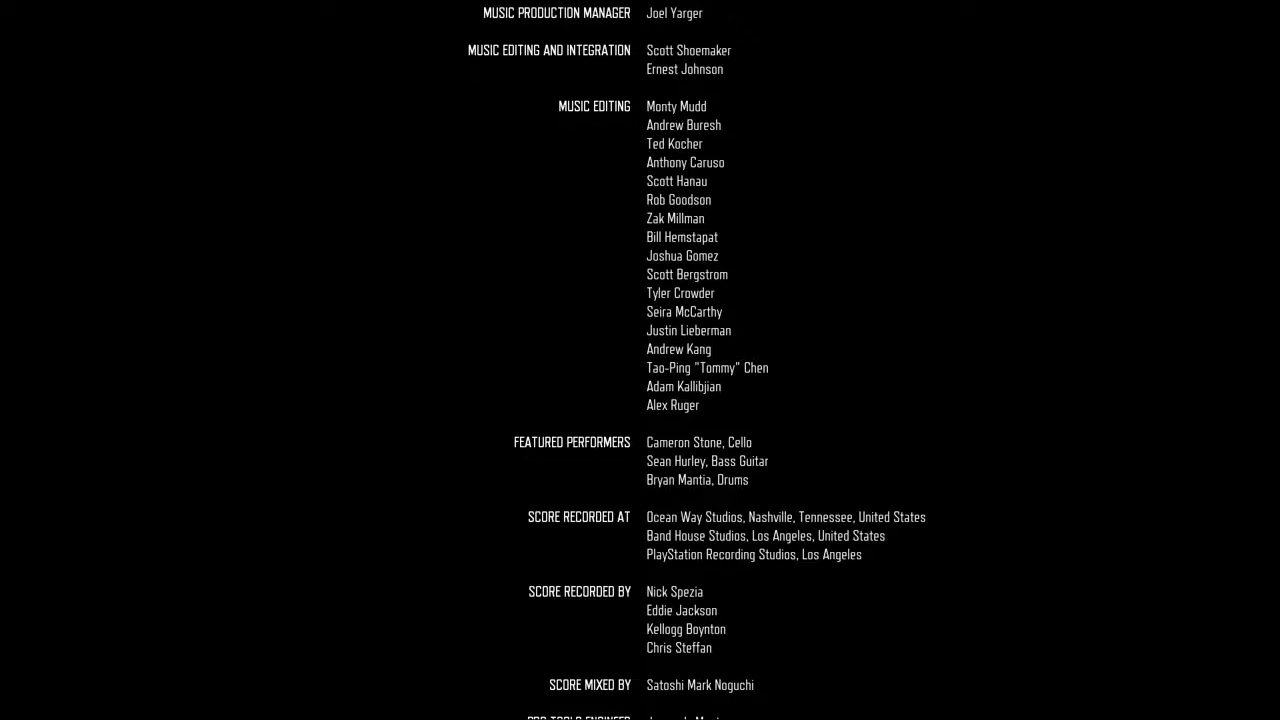 MUSIC PRODUCTION MANAGER Joel Yarger
MUSIC EDITING AND INTEGRATION Scott Shoemaker
Ernest Johnson
MUSIC EDITING Monty Mudd
Andrew Buresh
Ted Kocher
Anthony Caruso
Scott Hanau
Rob Goodson
Zak Millman
Bill Hemstapat
Joshua Gomez
Scott Bergstrom
Tyler Crowder
Seira McCarthy
Justin Lieberman
Andrew Kang
Tao-Ping "Tommy" Chen
Adam Kallibjian
Alex Ruger
FEATURED PERFORMERS Cameron Stone, Cello
Sean Hurley, Bass Guitar
Bryan Mantia, Drums
SCORE RECORDED AT Ocean Way Studios, Nashville, Tennessee, United States
Band House Studios, Los Angeles, United States
PlayStation Recording Studios, Los Angeles
SCORE RECORDED BY Nick Spezia
Eddie Jackson
Kellogg Boynton
Chris Steffan
SCORE MIXED BY Satoshi Mark Noguchi
PRO TOOLS ENGINEER